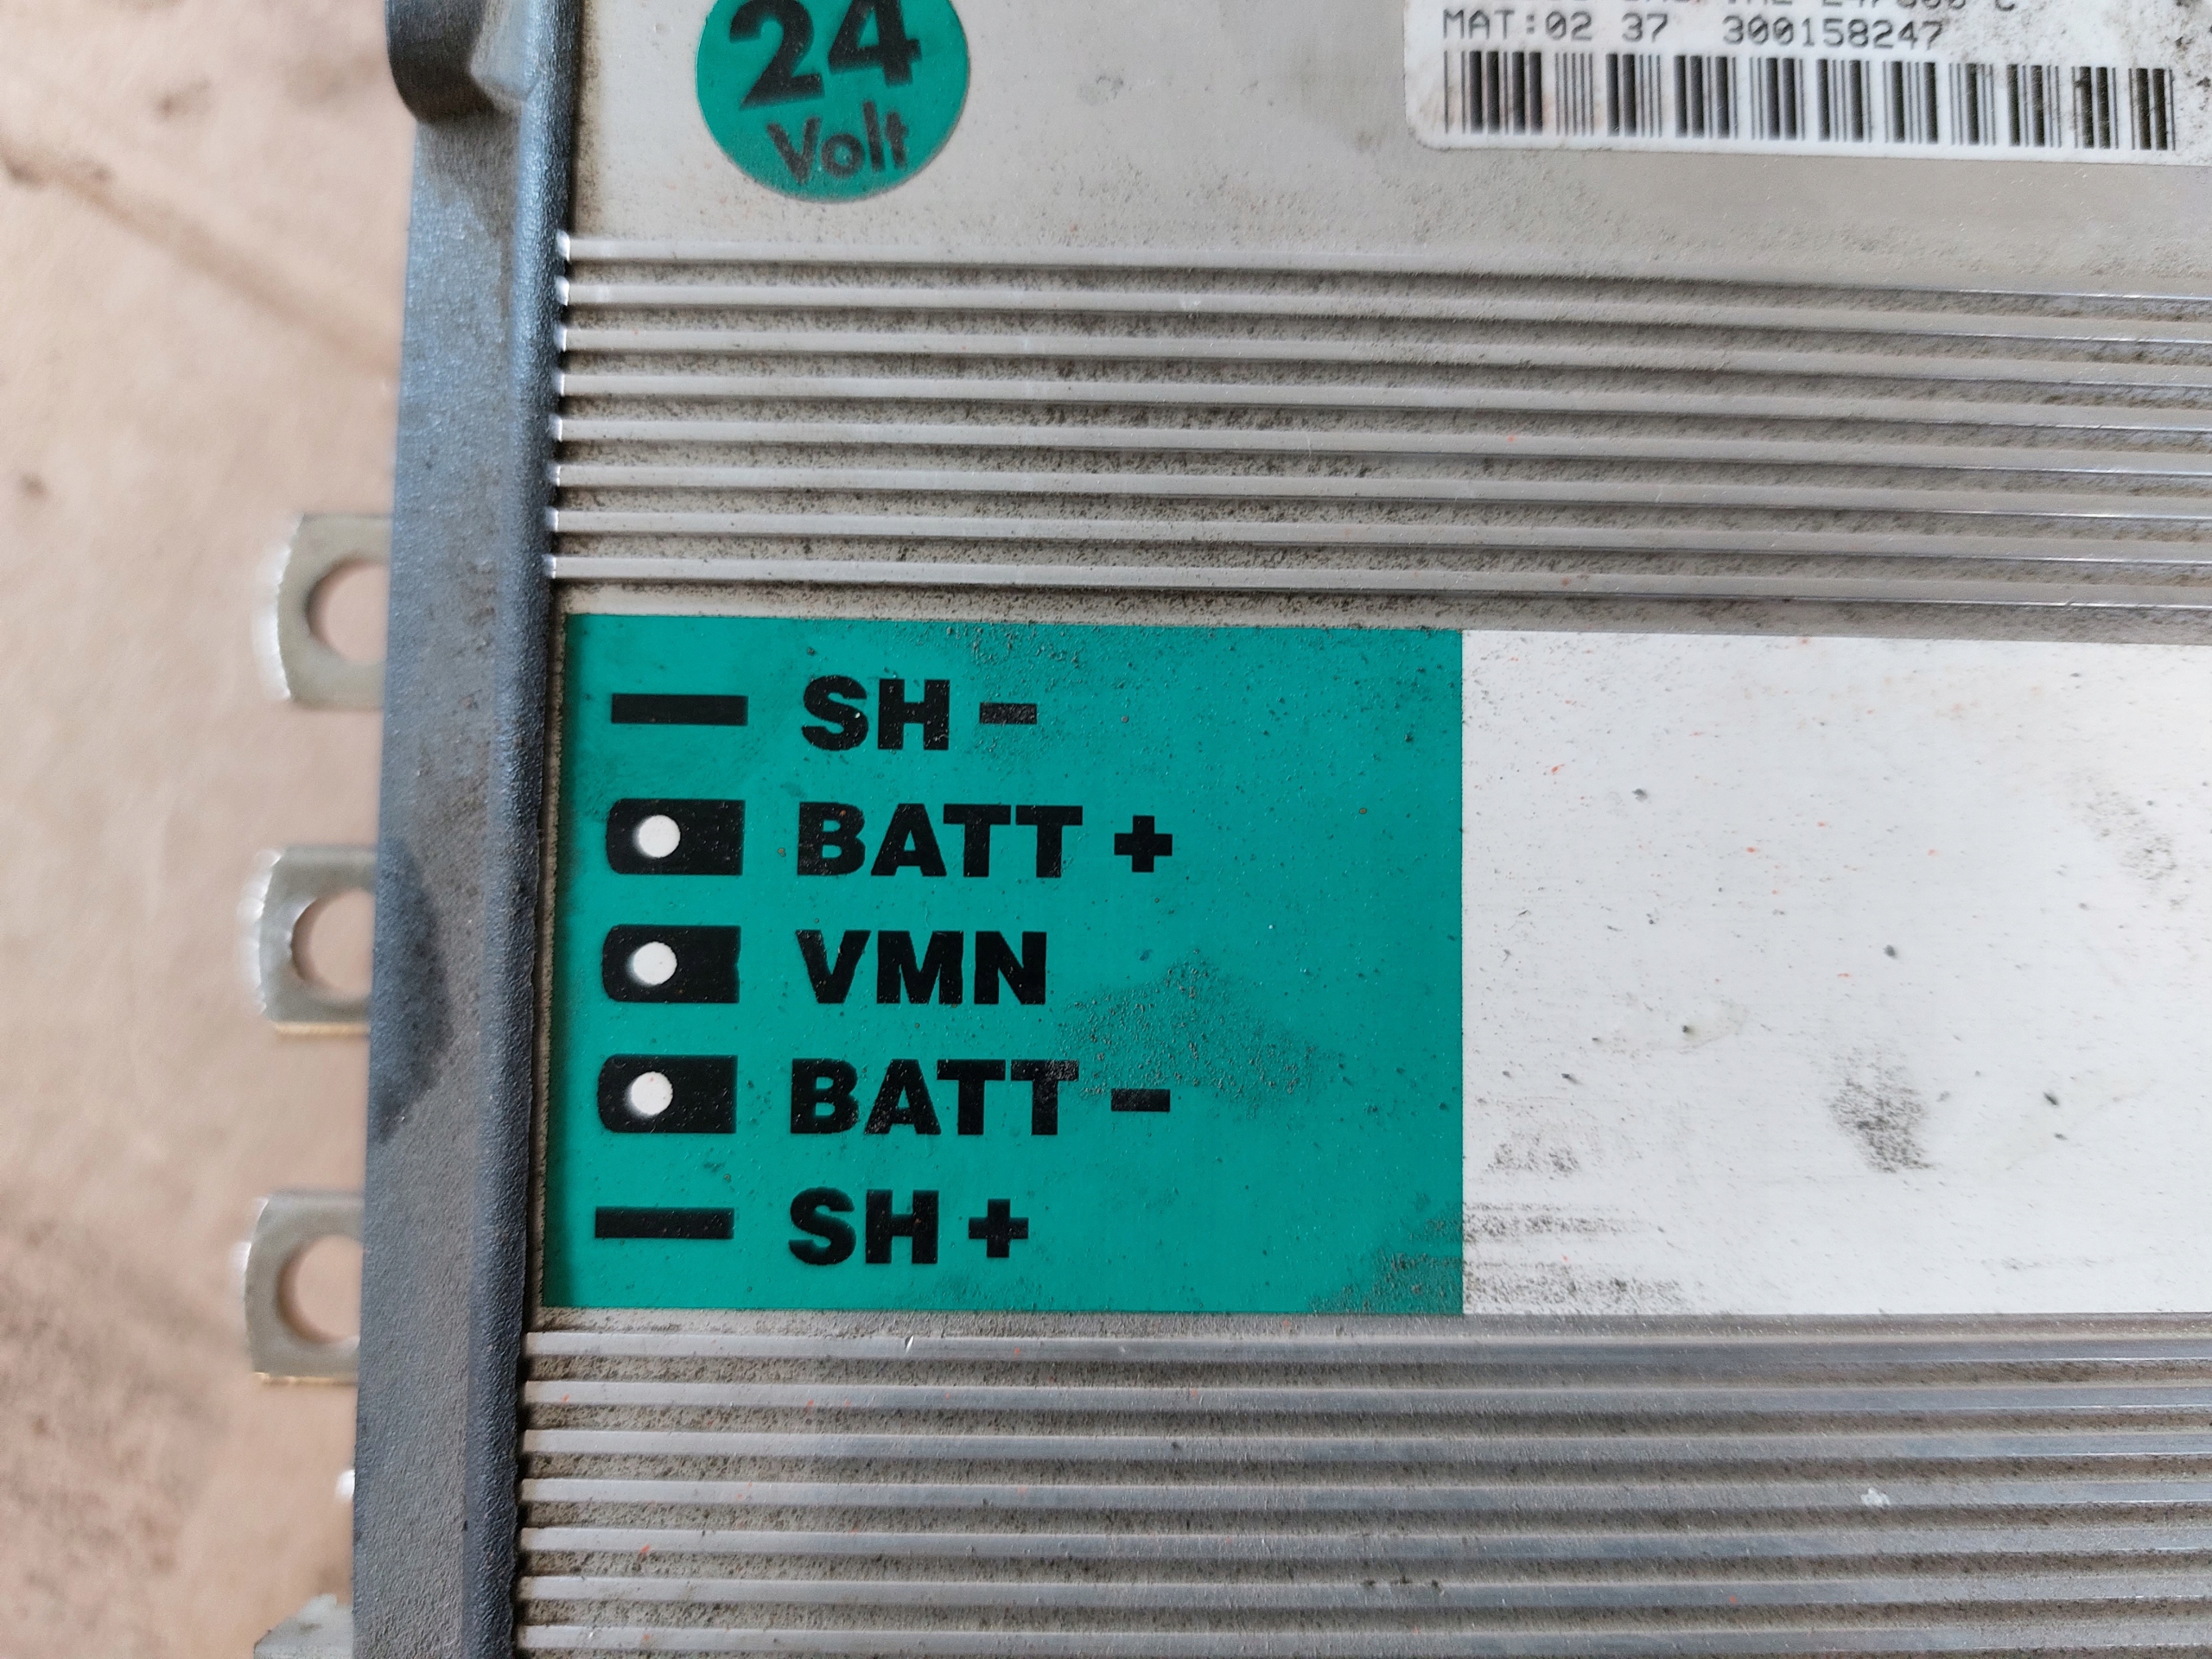 24
Volt
MAT:02 37 300158247
SH -
BATT +
VMN
BATT -
SH +